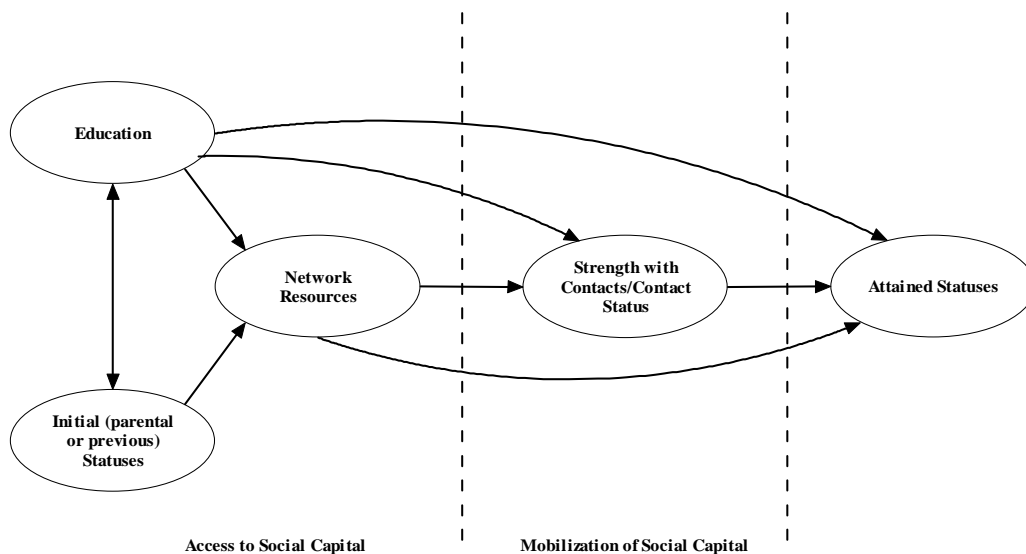 Education
Network
Resources
Strength with
Contacts/Contact
Status
Attained Statuses
Initial (parental
or previous)
Statuses
Access to Social Capital
Mobilization of Social Capital